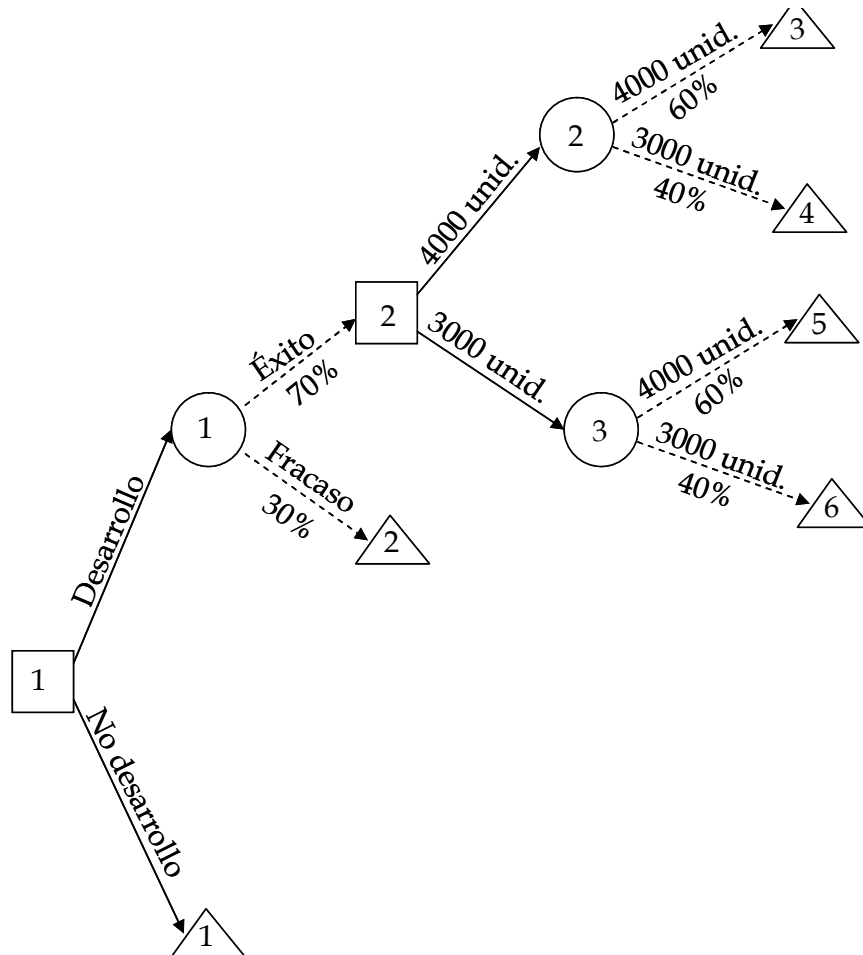 4000 unid.
60%
3
2
3000 unid.
40%
4
4000 unid.
2
3000 unid.
4000 unid.
60%
5
3
3000 unid.
40%
6
Éxito
70%
1
Fracaso
30%
2
Desarrollo
1
No desarrollo
1